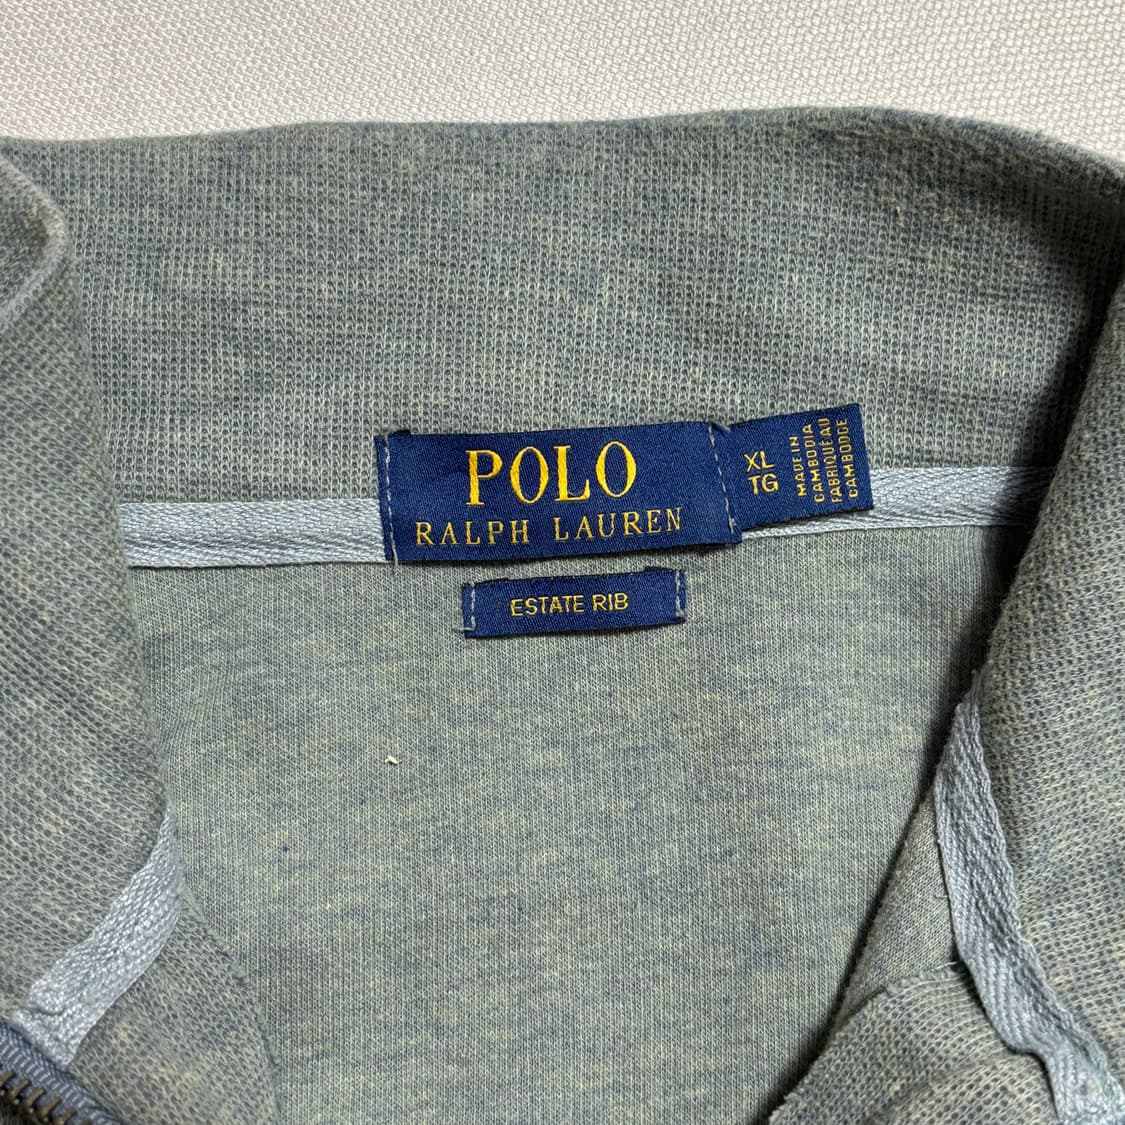 POLO
RALPH LAUREN
XL
TG
MADE IN
CAMBODIA
FABRIQUÉ AU
CAMBODGE
ESTATE RIB